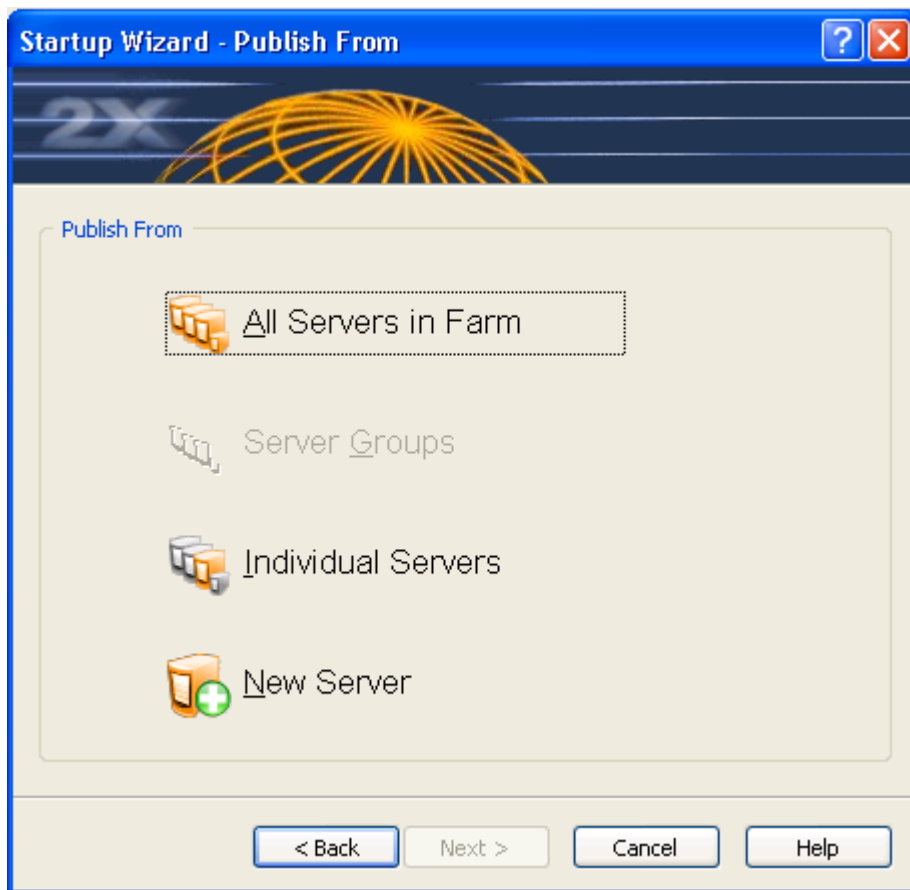 Startup Wizard - Publish From
2X
Publish From
All Servers in Farm
Server Groups
Individual Servers
New Server
< Back
Next >
Cancel
Help